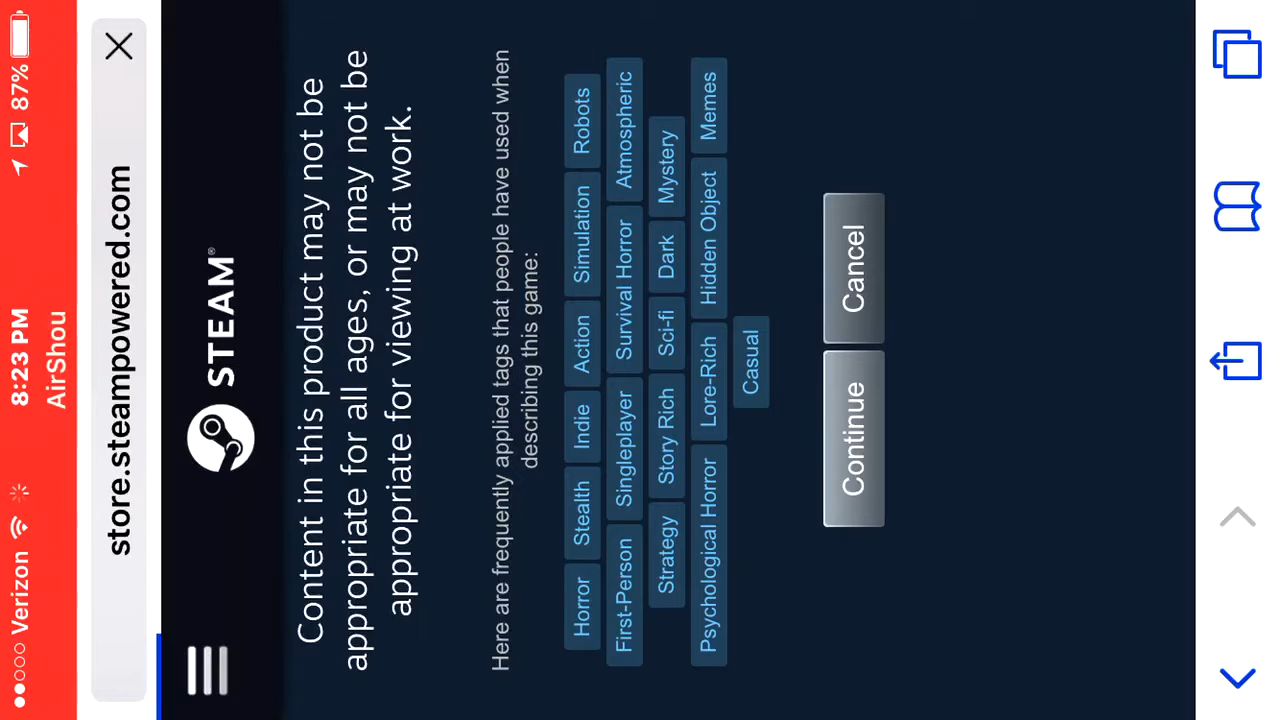 Verizon 8:23 PM 87%
AirShou
store.steampowered.com
STEAM®
Content in this product may not be
appropriate for all ages, or may not be
appropriate for viewing at work.
Here are frequently applied tags that people have used when
describing this game:
Horror Stealth Indie Action Simulation Robots
First-Person Singleplayer Survival Horror Atmospheric
Strategy Story Rich Sci-fi Dark Mystery
Psychological Horror Lore-Rich Hidden Object Memes
Casual
Continue Cancel